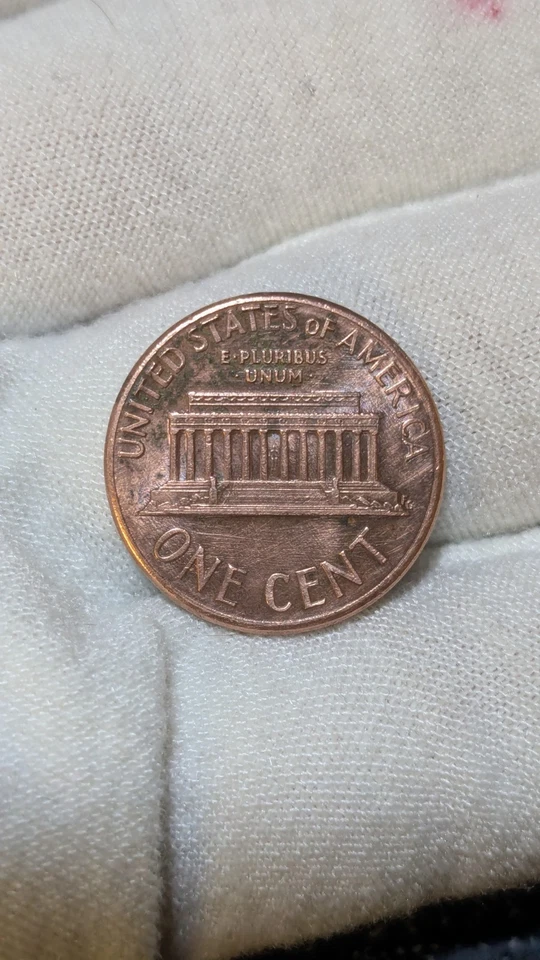 UNITED STATES OF AMERICA
E·PLURIBUS
·UNUM·
ONE CENT